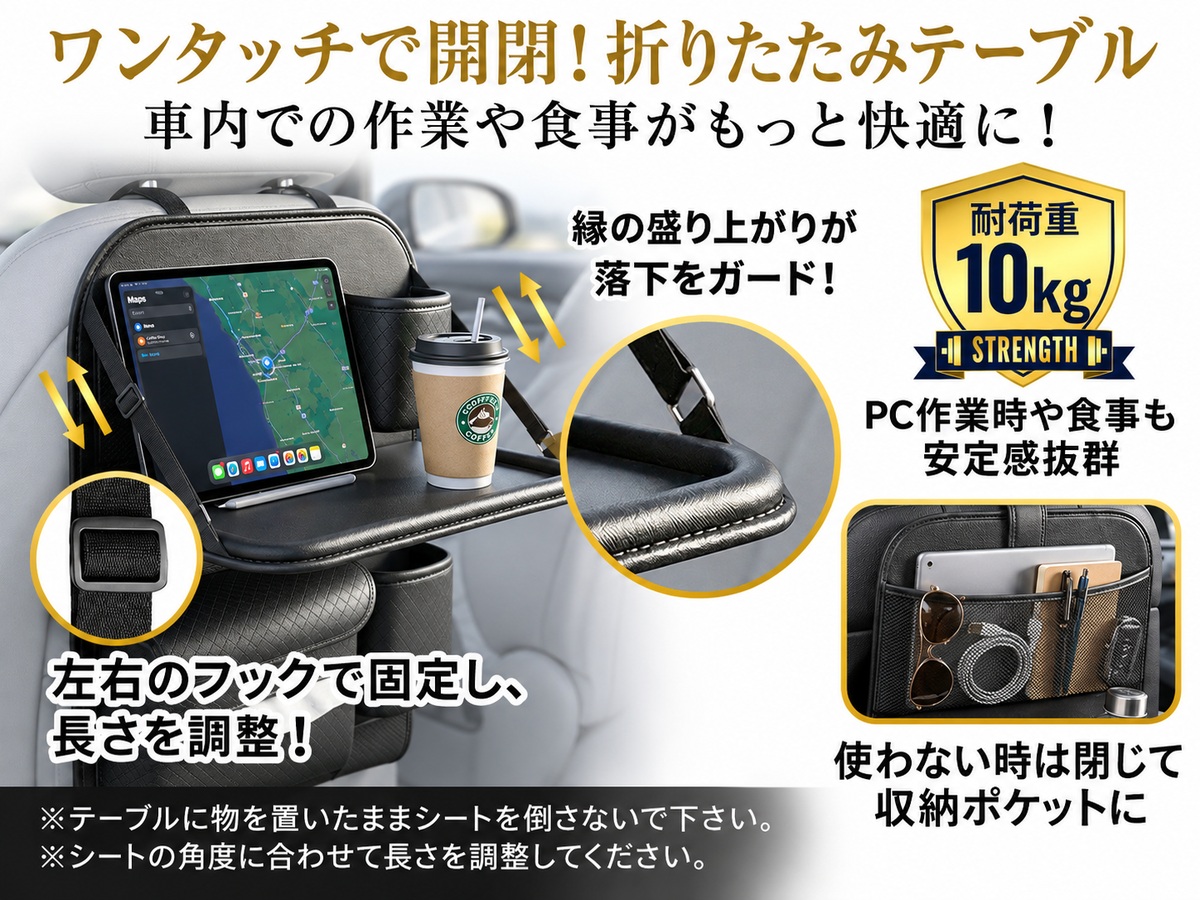 ワンタッチで開閉！折りたたみテーブル
車内での作業や食事がもっと快適に！
縁の盛り上がりが
落下をガード！
耐荷重
10kg
STRENGTH
PC作業時や食事も
安定感抜群
Maps
CCOFFFEE
COFFEE
左右のフックで固定し、
長さを調整！
使わない時は閉じて
収納ポケットに
※テーブルに物を置いたままシートを倒さないで下さい。
※シートの角度に合わせて長さを調整してください。